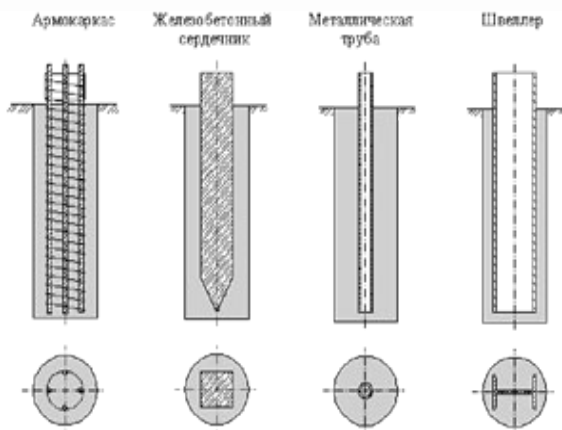 Армокаркас
Железобетонный
сердечник
Металлическая
труба
Швеллер